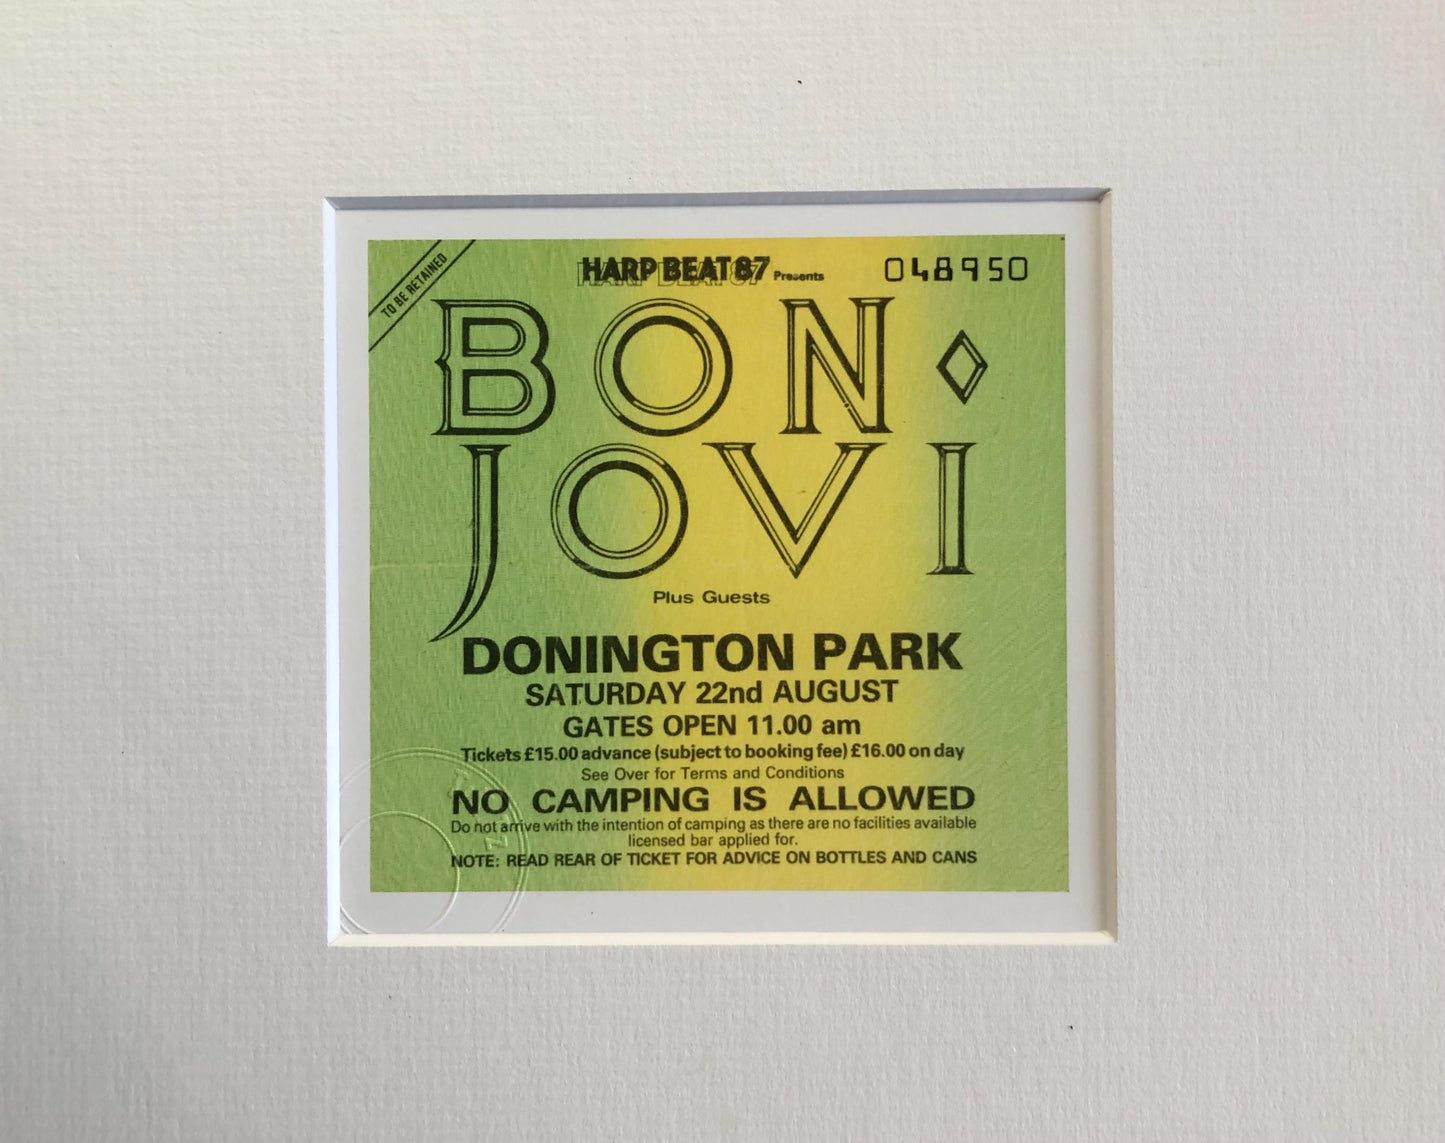 TO BE RETAINED
HARP BEAT 87 Presents
048950
BON
JOVI
Plus Guests
DONINGTON PARK
SATURDAY 22nd AUGUST
GATES OPEN 11.00 am
Tickets £15.00 advance (subject to booking fee) £16.00 on day
See Over for Terms and Conditions
NO CAMPING IS ALLOWED
Do not arrive with the intention of camping as there are no facilities available
licensed bar applied for.
NOTE: READ REAR OF TICKET FOR ADVICE ON BOTTLES AND CANS